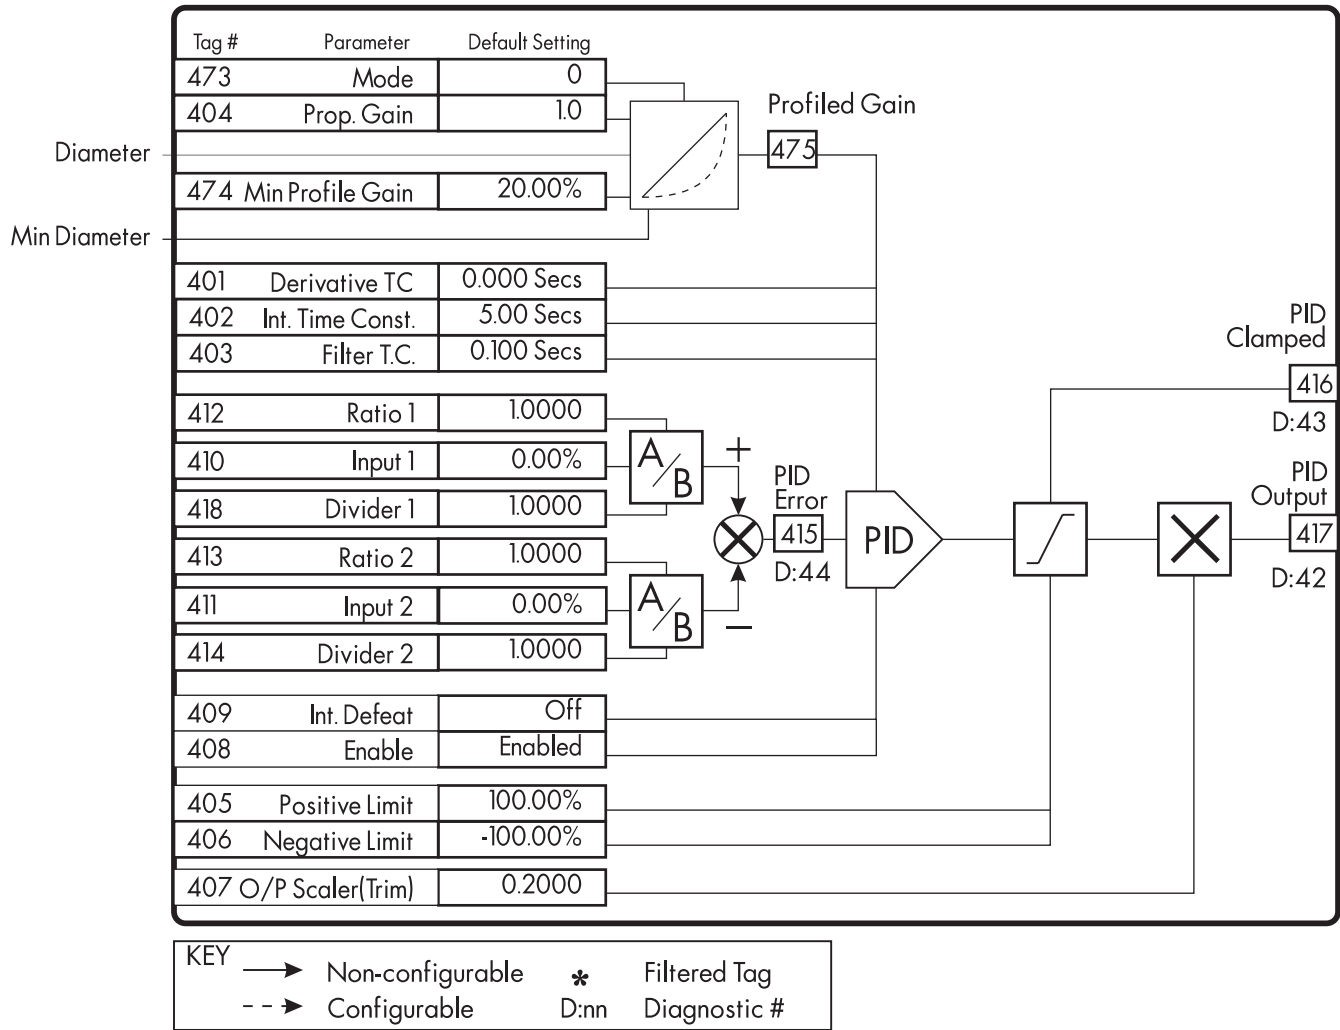 Tag # Parameter Default Setting
473 Mode 0
404 Prop. Gain 1.0
Profiled Gain
Diameter
475
474 Min Profile Gain 20.00%
Min Diameter
401 Derivative TC 0.000 Secs
402 Int. Time Const. 5.00 Secs
403 Filter T.C. 0.100 Secs
PID
Clamped
416
D:43
412 Ratio 1 1.0000
410 Input 1 0.00%
418 Divider 1 1.0000
A/B
+
413 Ratio 2 1.0000
411 Input 2 0.00%
414 Divider 2 1.0000
A/B
−
PID
Error
415
D:44
PID
PID
Output
417
D:42
409 Int. Defeat Off
408 Enable Enabled
405 Positive Limit 100.00%
406 Negative Limit -100.00%
407 O/P Scaler(Trim) 0.2000
KEY
Non-configurable * Filtered Tag
Configurable D:nn Diagnostic #